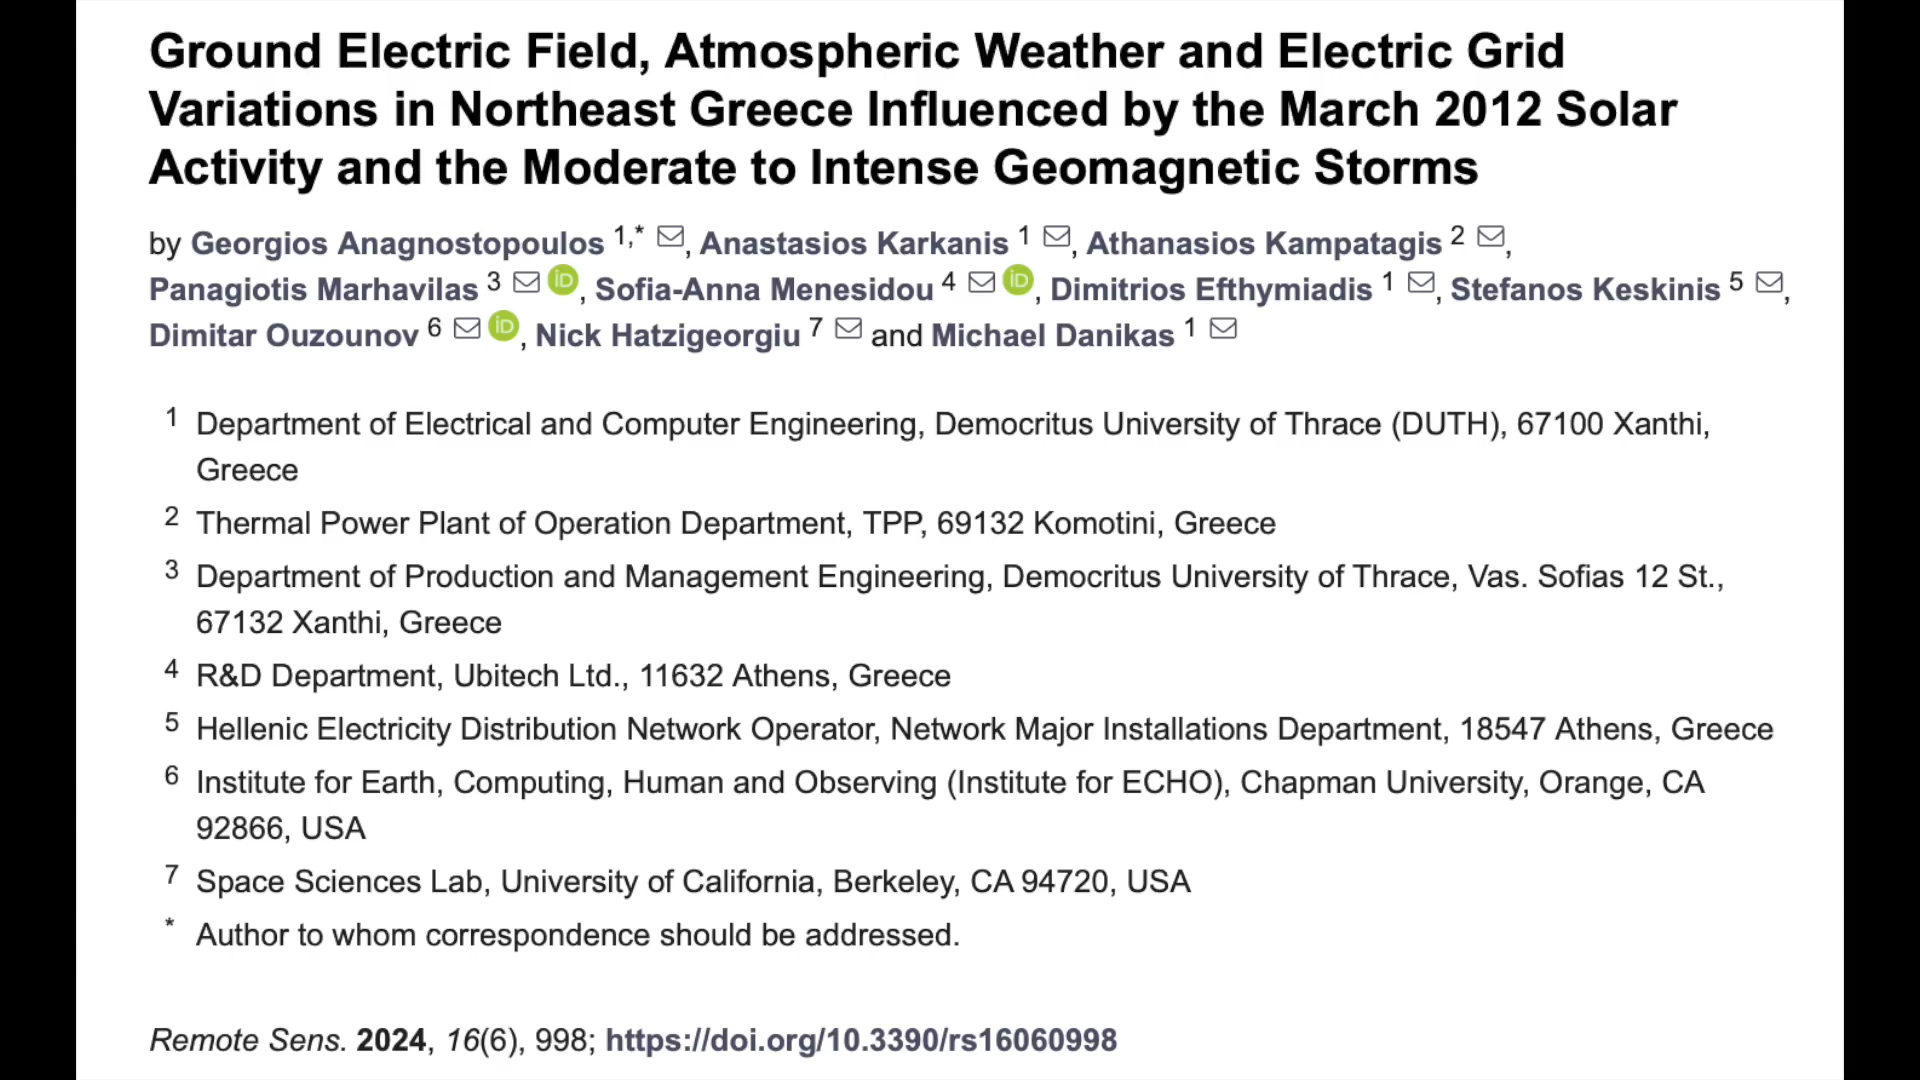 Ground Electric Field, Atmospheric Weather and Electric Grid
Variations in Northeast Greece Influenced by the March 2012 Solar
Activity and the Moderate to Intense Geomagnetic Storms
by Georgios Anagnostopoulos 1,* , Anastasios Karkanis 1 , Athanasios Kampatagis 2 ,
Panagiotis Marhavilas 3 iD , Sofia-Anna Menesidou 4 iD , Dimitrios Efthymiadis 1 , Stefanos Keskinis 5 ,
Dimitar Ouzounov 6 iD , Nick Hatzigeorgiu 7 and Michael Danikas 1
1 Department of Electrical and Computer Engineering, Democritus University of Thrace (DUTH), 67100 Xanthi,
Greece
2 Thermal Power Plant of Operation Department, TPP, 69132 Komotini, Greece
3 Department of Production and Management Engineering, Democritus University of Thrace, Vas. Sofias 12 St.,
67132 Xanthi, Greece
4 R&D Department, Ubitech Ltd., 11632 Athens, Greece
5 Hellenic Electricity Distribution Network Operator, Network Major Installations Department, 18547 Athens, Greece
6 Institute for Earth, Computing, Human and Observing (Institute for ECHO), Chapman University, Orange, CA
92866, USA
7 Space Sciences Lab, University of California, Berkeley, CA 94720, USA
* Author to whom correspondence should be addressed.
Remote Sens. 2024, 16(6), 998; https://doi.org/10.3390/rs16060998